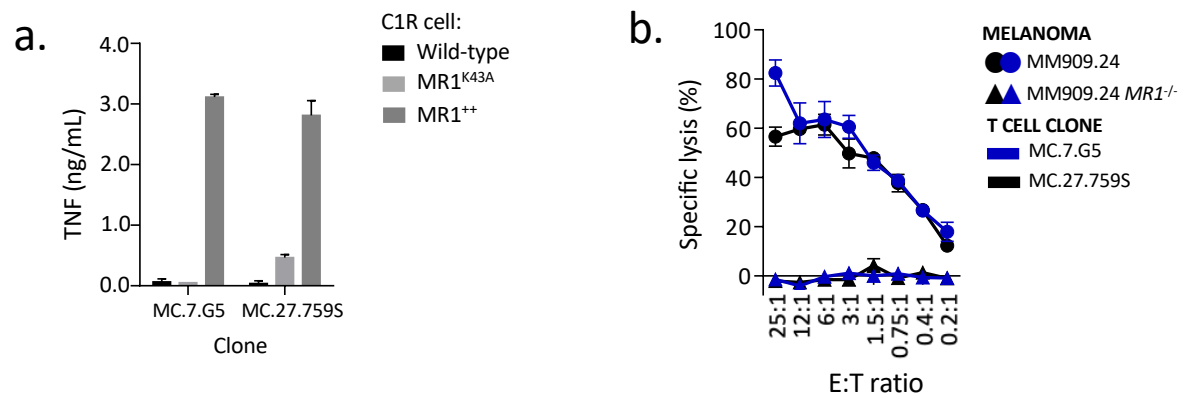 a.
C1R cell:
Wild-type
MR1K43A
MR1++
4.0
3.0
2.0
1.0
0.0
TNF (ng/mL)
MC.7.G5 MC.27.759S
Clone
b.
100
80
60
40
20
0
Specific lysis (%)
25:1
12:1
6:1
3:1
1.5:1
0.75:1
0.4:1
0.2:1
E:T ratio
MELANOMA
MM909.24
MM909.24 MR1-/-
T CELL CLONE
MC.7.G5
MC.27.759S